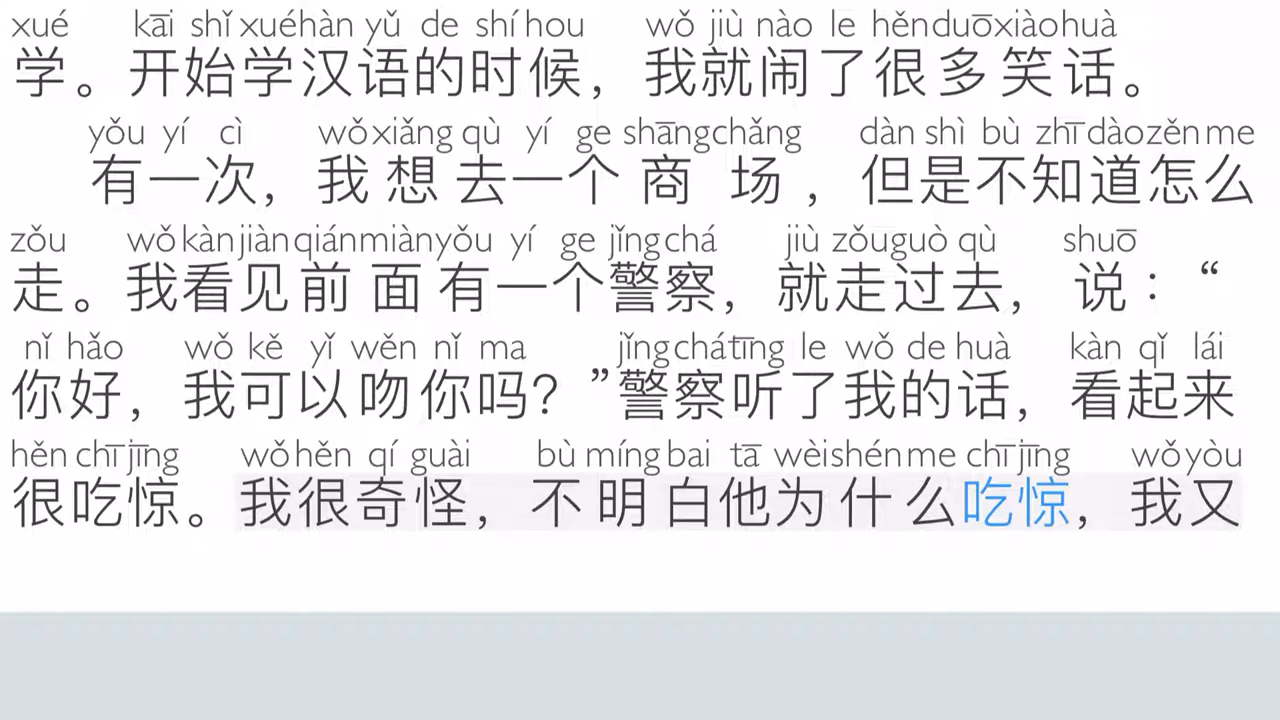 xué kāi shǐ xué hàn yǔ de shí hou wǒ jiù nào le hěn duō xiào huà
学。开始学汉语的时候，我就闹了很多笑话。
yǒu yí cì wǒ xiǎng qù yí ge shāng chǎng dàn shì bù zhī dào zěn me
有一次，我想去一个商场，但是不知道怎么
zǒu wǒ kàn jiàn qián miàn yǒu yí ge jǐng chá jiù zǒu guò qù shuō
走。我看见前面有一个警察，就走过去，说：“
nǐ hǎo wǒ kě yǐ wěn nǐ ma jǐng chá tīng le wǒ de huà kàn qǐ lái
你好，我可以吻你吗？”警察听了我的话，看起来
hěn chī jīng wǒ hěn qí guài bù míng bai tā wèi shén me chī jīng wǒ yòu
很吃惊。我很奇怪，不明白他为什么吃惊，我又